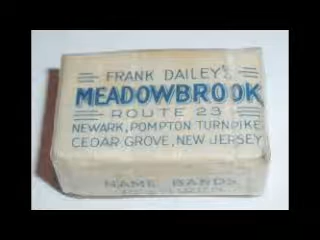 FRANK DAILEY'S
MEADOWBROOK
ROUTE 23
NEWARK, POMPTON TURNPIKE
CEDAR GROVE, NEW JERSEY
NAME BANDS